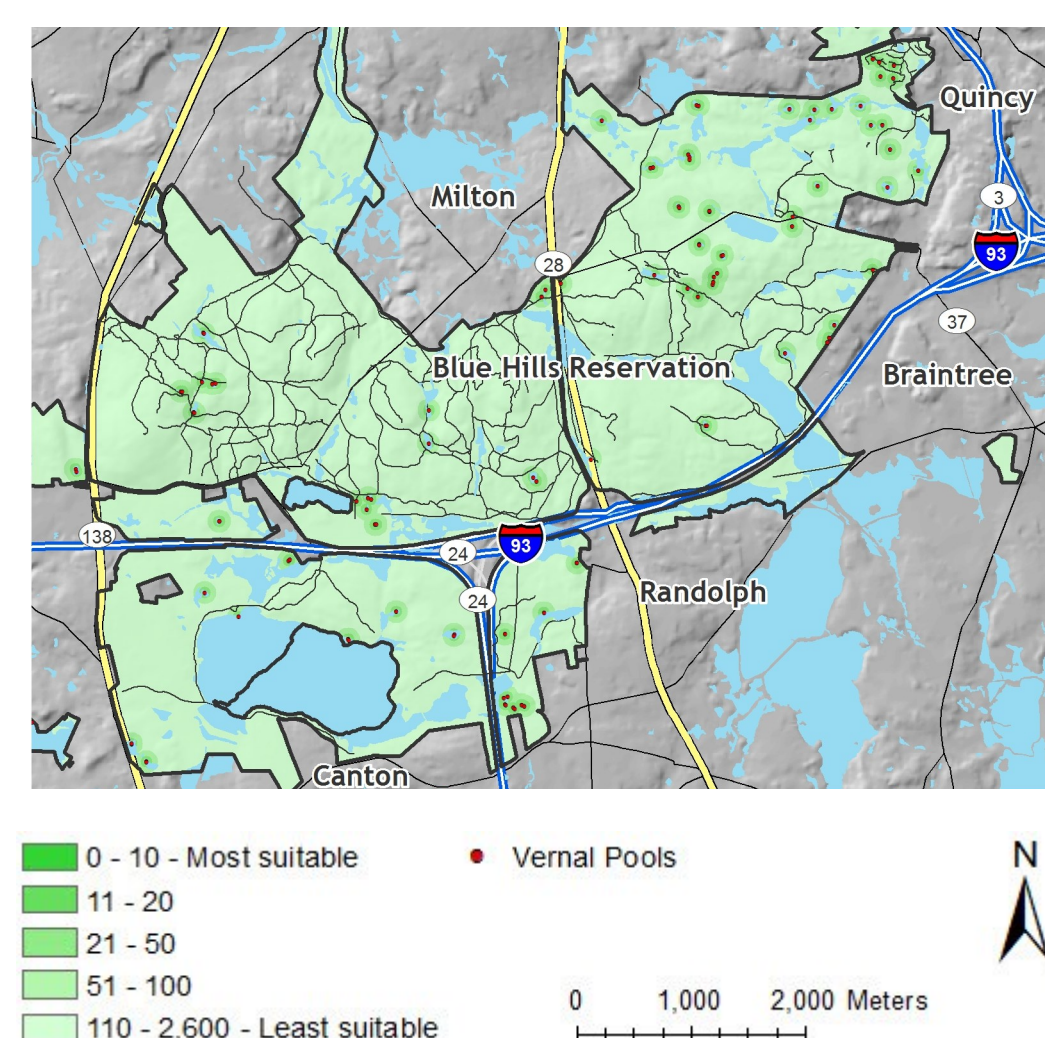 Quincy
3
Milton
93
28
37
Blue Hills Reservation
Braintree
138
24
93
24
Randolph
Canton
0 - 10 - Most suitable
11 - 20
21 - 50
51 - 100
110 - 2,600 - Least suitable
Vernal Pools
0 1,000 2,000 Meters
N